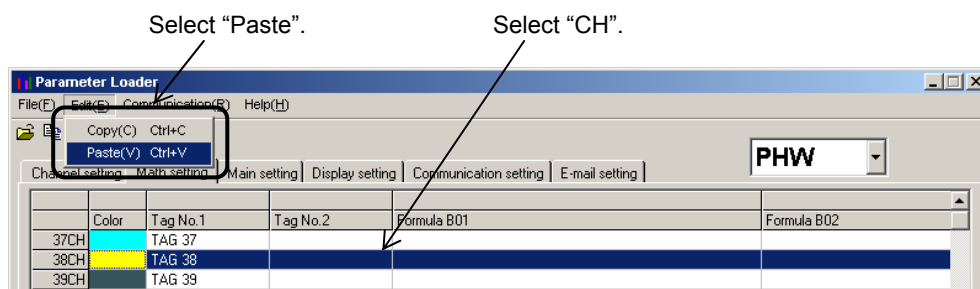 Select “Paste”. Select “CH”.
Parameter Loader
File(F) Edit(E) Communication(R) Help(H)
Copy(C) Ctrl+C
Paste(V) Ctrl+V
PHW
Channel setting Math setting Main setting Display setting Communication setting E-mail setting
Color Tag No.1 Tag No.2 Formula B01 Formula B02
37CH TAG 37
38CH TAG 38
39CH TAG 39